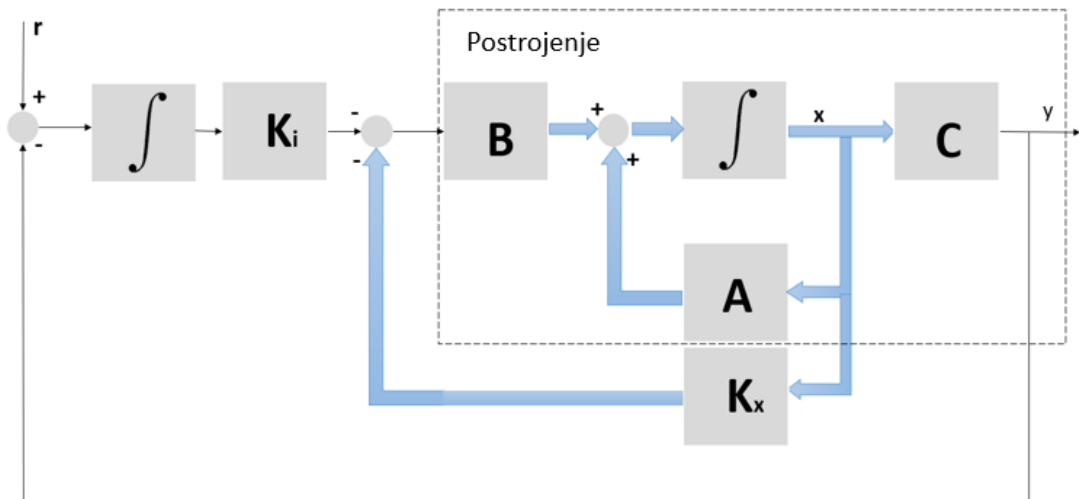 r
Postrojenje
+
-
∫
Ki
-
-
B
+
+
∫
x
C
y
A
Kx